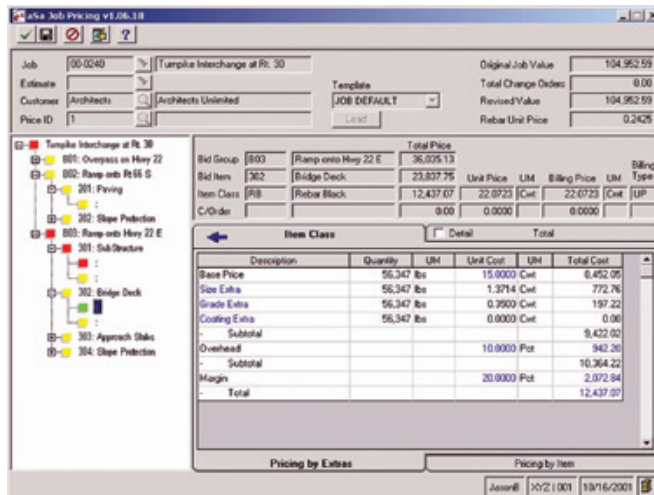 aSa Job Pricing v1.06.10
Job 00-0240 Turnpike Interchange at Rt. 30 Original Job Value 104,952.59
Estimate Template Total Change Orders 0.00
Customer Architects Architects Unlimited JOB DEFAULT Revised Value 104,952.59
Price ID 1 Load Rebar Unit Price 0.2425
Turnpike Interchange at Rt. 30
B01: Overpass on Hwy 22
B02: Ramp onto Rt 66 S
201: Paving
:
202: Slope Protection
B03: Ramp onto Hwy 22 E
301: SubStructure
:
:
302: Bridge Deck
:
303: Approach Slabs
304: Slope Protection
Total Price
Bid Group B03 Ramp onto Hwy 22 E 36,035.13
Bid Item 302 Bridge Deck 23,837.75 Unit Price UM Billing Price UM Billing Type
Item Class RB Rebar Black 12,437.07 22.0723 Cwt 22.0723 Cwt UP
C/Order 0.00 0.0000 0.0000
Item Class Detail Total
Description Quantity UM Unit Cost UM Total Cost
Base Price 56,347 lbs 15.0000 Cwt 8,452.05
Size Extra 56,347 lbs 1.3714 Cwt 772.76
Grade Extra 56,347 lbs 0.3500 Cwt 197.22
Coating Extra 56,347 lbs 0.0000 Cwt 0.00
- Subtotal 9,422.02
Overhead 10.0000 Pct 942.20
- Subtotal 10,364.22
Margin 20.0000 Pct 2,072.84
- Total 12,437.07
Pricing by Extras Pricing by Item
JasonB XYZ | 001 10/16/2001